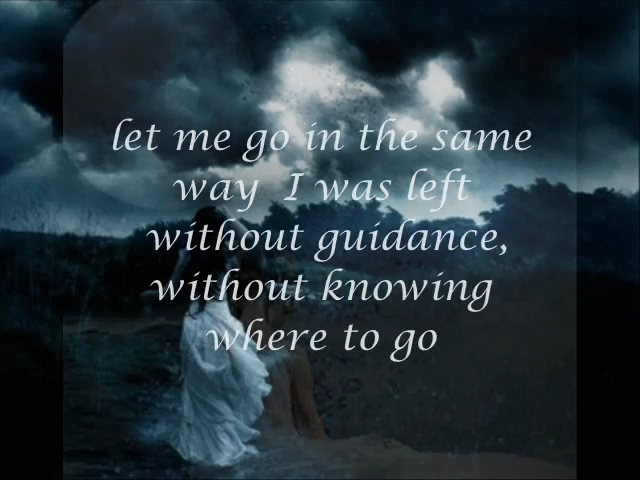 let me go in the same
way I was left
without guidance,
without knowing
where to go